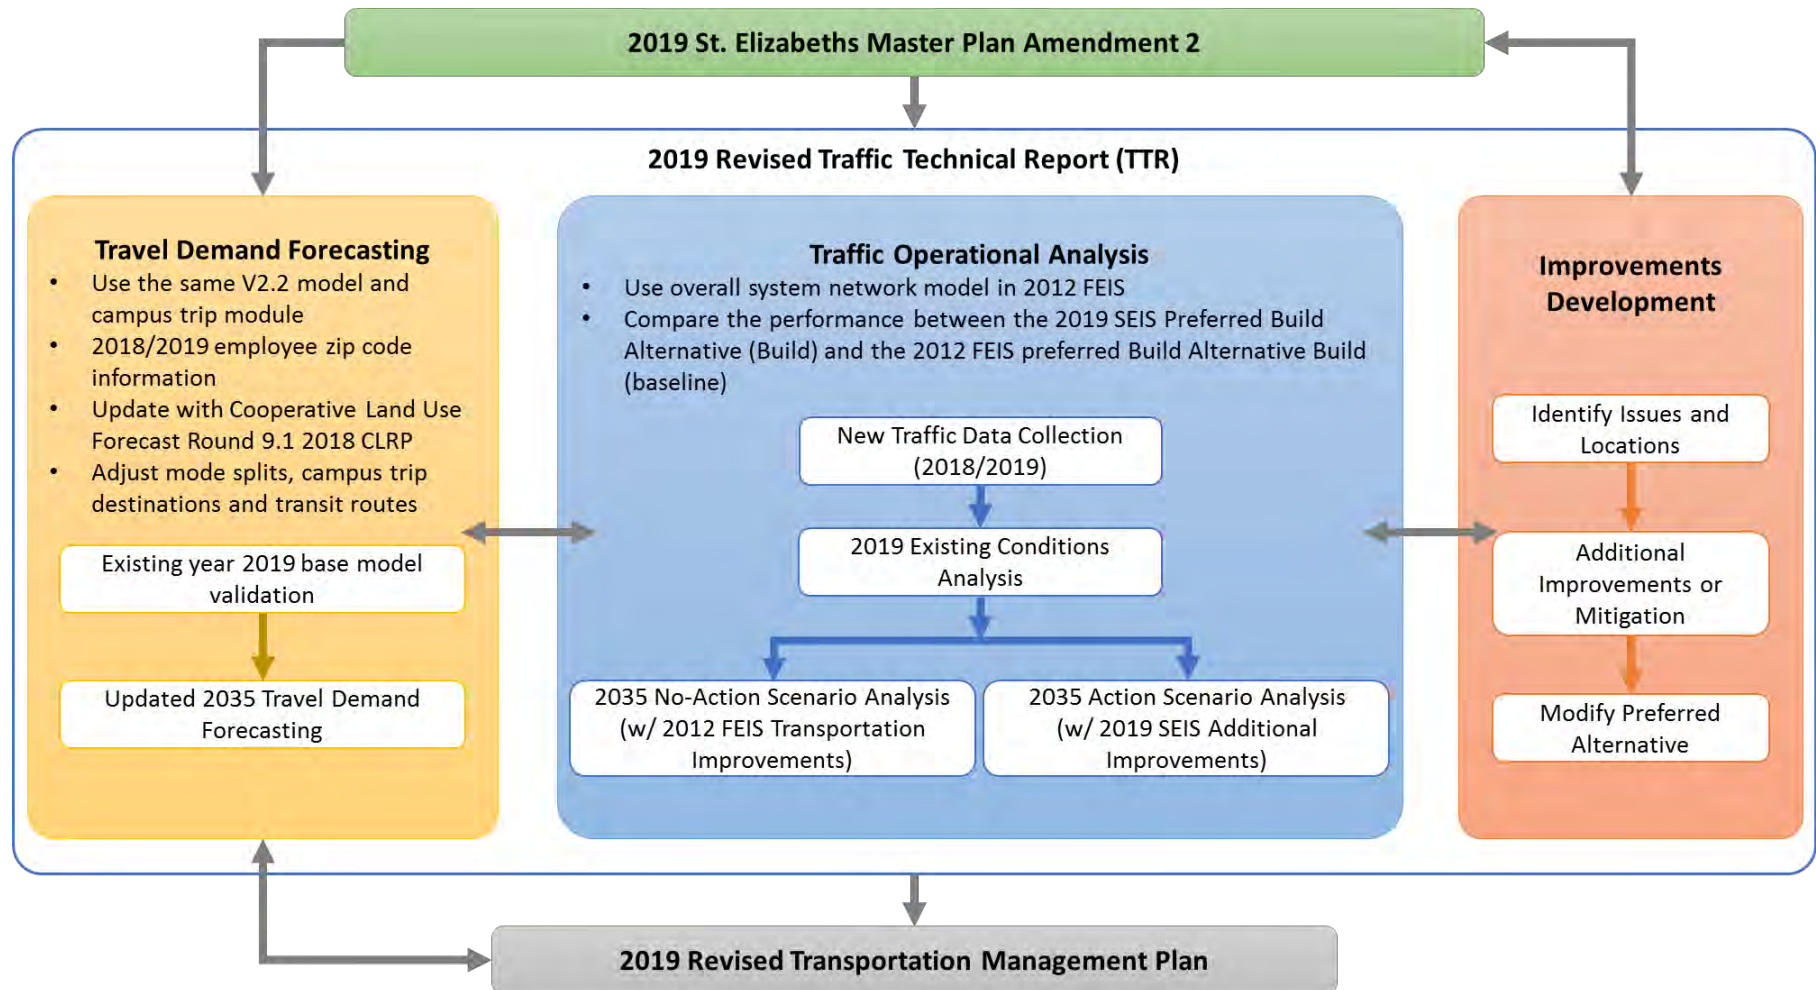 2019 St. Elizabeths Master Plan Amendment 2
2019 Revised Traffic Technical Report (TTR)
Travel Demand Forecasting
• Use the same V2.2 model and
campus trip module
• 2018/2019 employee zip code
information
• Update with Cooperative Land Use
Forecast Round 9.1 2018 CLRP
• Adjust mode splits, campus trip
destinations and transit routes
Existing year 2019 base model
validation
Updated 2035 Travel Demand
Forecasting
Traffic Operational Analysis
• Use overall system network model in 2012 FEIS
• Compare the performance between the 2019 SEIS Preferred Build
Alternative (Build) and the 2012 FEIS preferred Build Alternative Build
(baseline)
New Traffic Data Collection
(2018/2019)
2019 Existing Conditions
Analysis
2035 No-Action Scenario Analysis
(w/ 2012 FEIS Transportation
Improvements)
2035 Action Scenario Analysis
(w/ 2019 SEIS Additional
Improvements)
Improvements
Development
Identify Issues and
Locations
Additional
Improvements or
Mitigation
Modify Preferred
Alternative
2019 Revised Transportation Management Plan